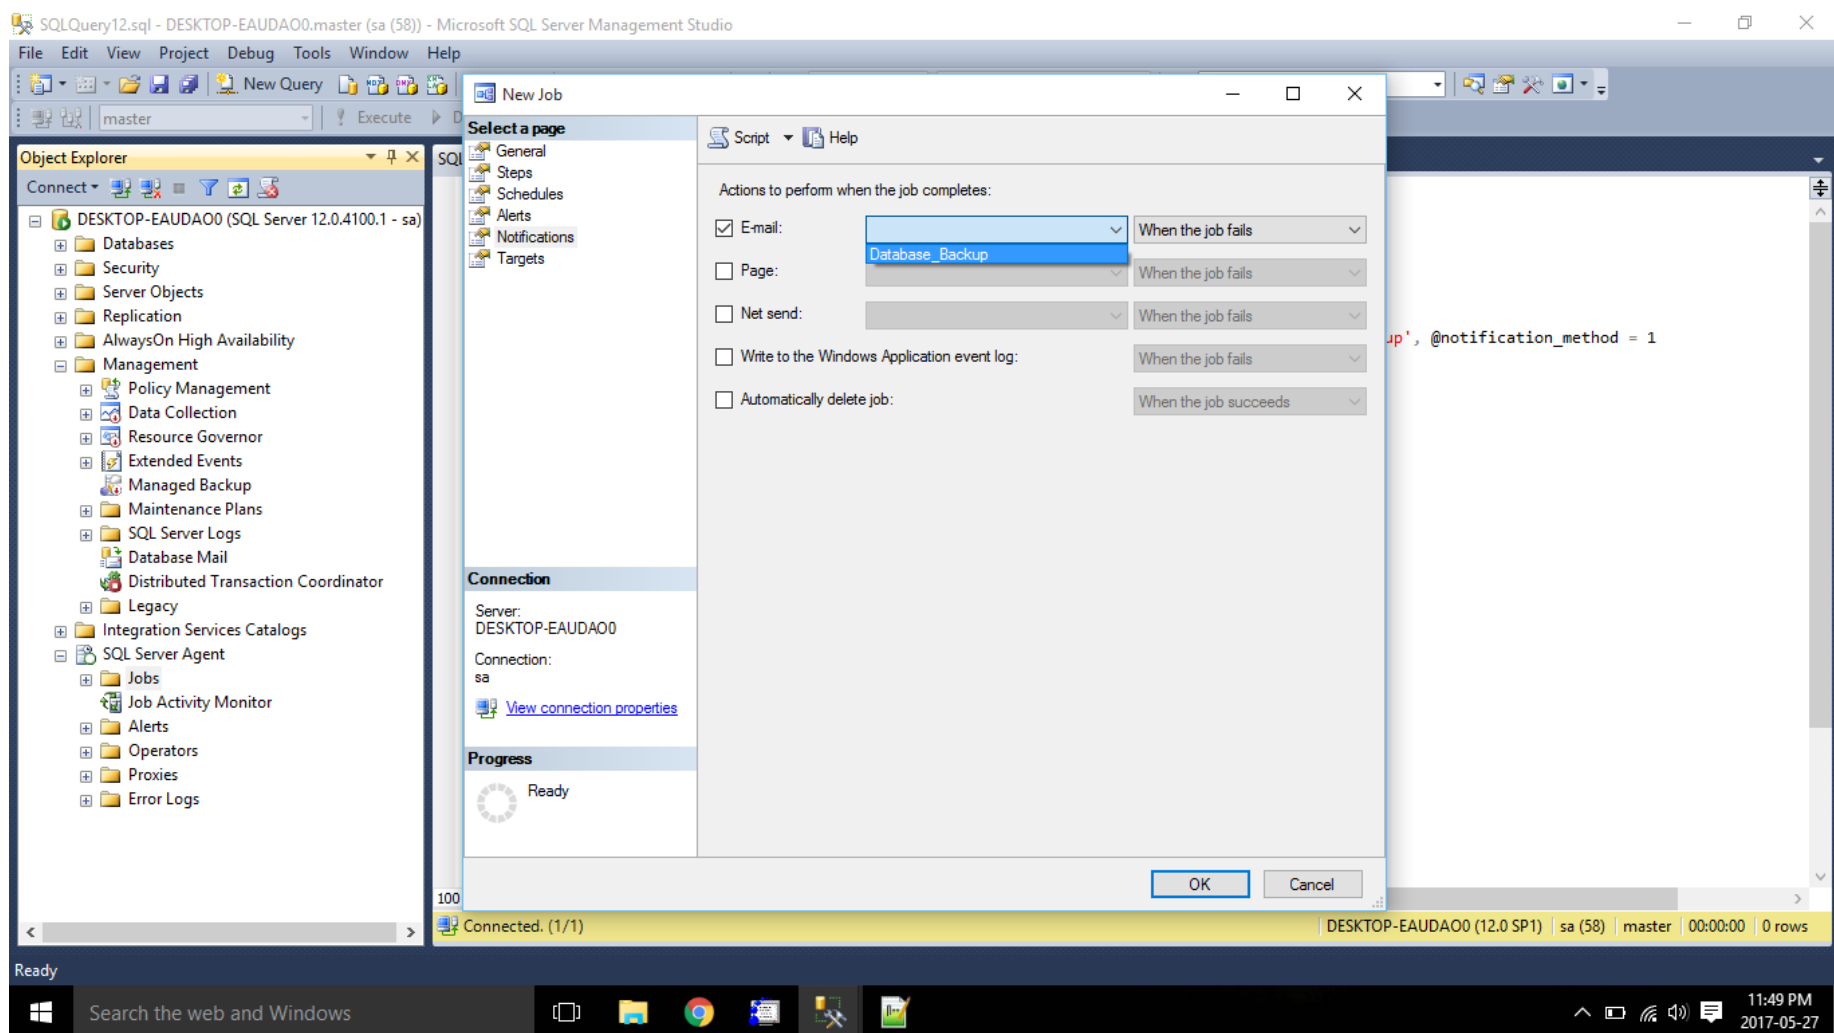 SQLQuery12.sql - DESKTOP-EAUDAO0.master (sa (58)) - Microsoft SQL Server Management Studio
File Edit View Project Debug Tools Window Help
New Query
master Execute
Object Explorer
Connect
DESKTOP-EAUDAO0 (SQL Server 12.0.4100.1 - sa)
Databases
Security
Server Objects
Replication
AlwaysOn High Availability
Management
Policy Management
Data Collection
Resource Governor
Extended Events
Managed Backup
Maintenance Plans
SQL Server Logs
Database Mail
Distributed Transaction Coordinator
Legacy
Integration Services Catalogs
SQL Server Agent
Jobs
Job Activity Monitor
Alerts
Operators
Proxies
Error Logs
New Job
Select a page
General
Steps
Schedules
Alerts
Notifications
Targets
Connection
Server:
DESKTOP-EAUDAO0
Connection:
sa
View connection properties
Progress
Ready
Script Help
Actions to perform when the job completes:
E-mail: When the job fails
Database_Backup
Page: When the job fails
Net send: When the job fails
Write to the Windows Application event log: When the job fails
Automatically delete job: When the job succeeds
OK Cancel
up', @notification_method = 1
100
Connected. (1/1) DESKTOP-EAUDAO0 (12.0 SP1) sa (58) master 00:00:00 0 rows
Ready
Search the web and Windows
11:49 PM
2017-05-27